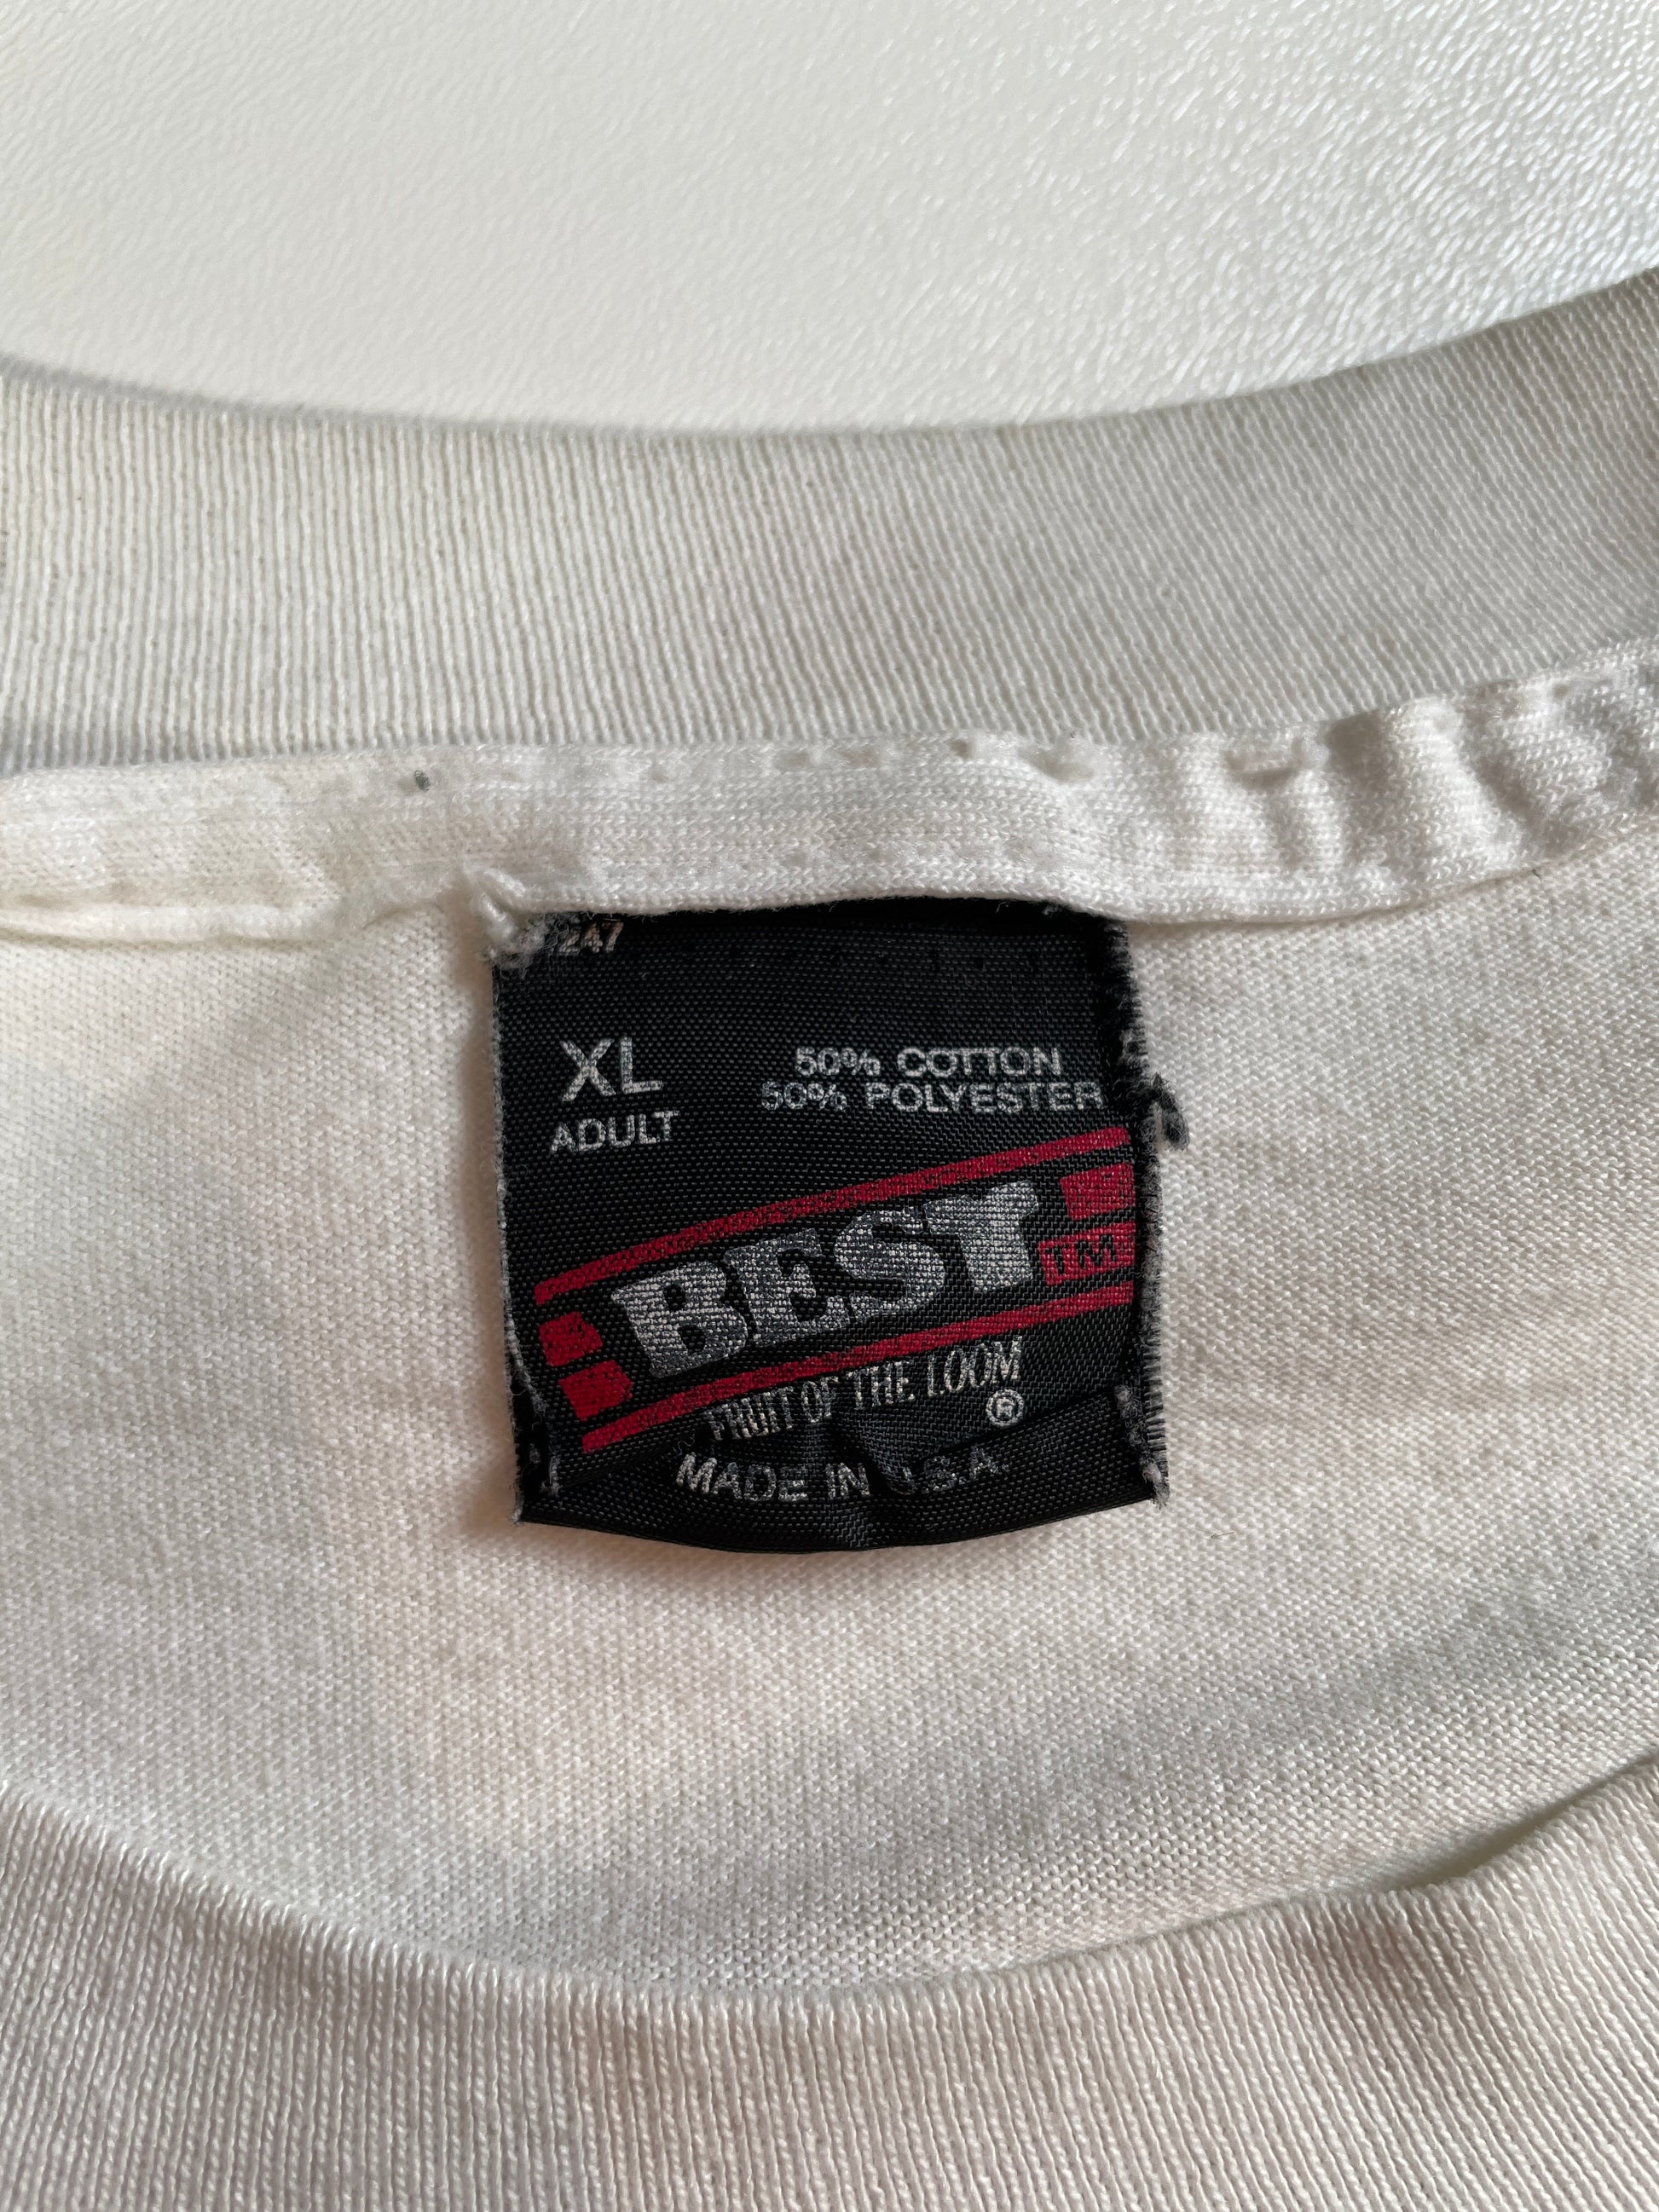 247
XL
ADULT
50% COTTON
50% POLYESTER
BEST TM
FRUIT OF THE LOOM ®
MADE IN U.S.A.